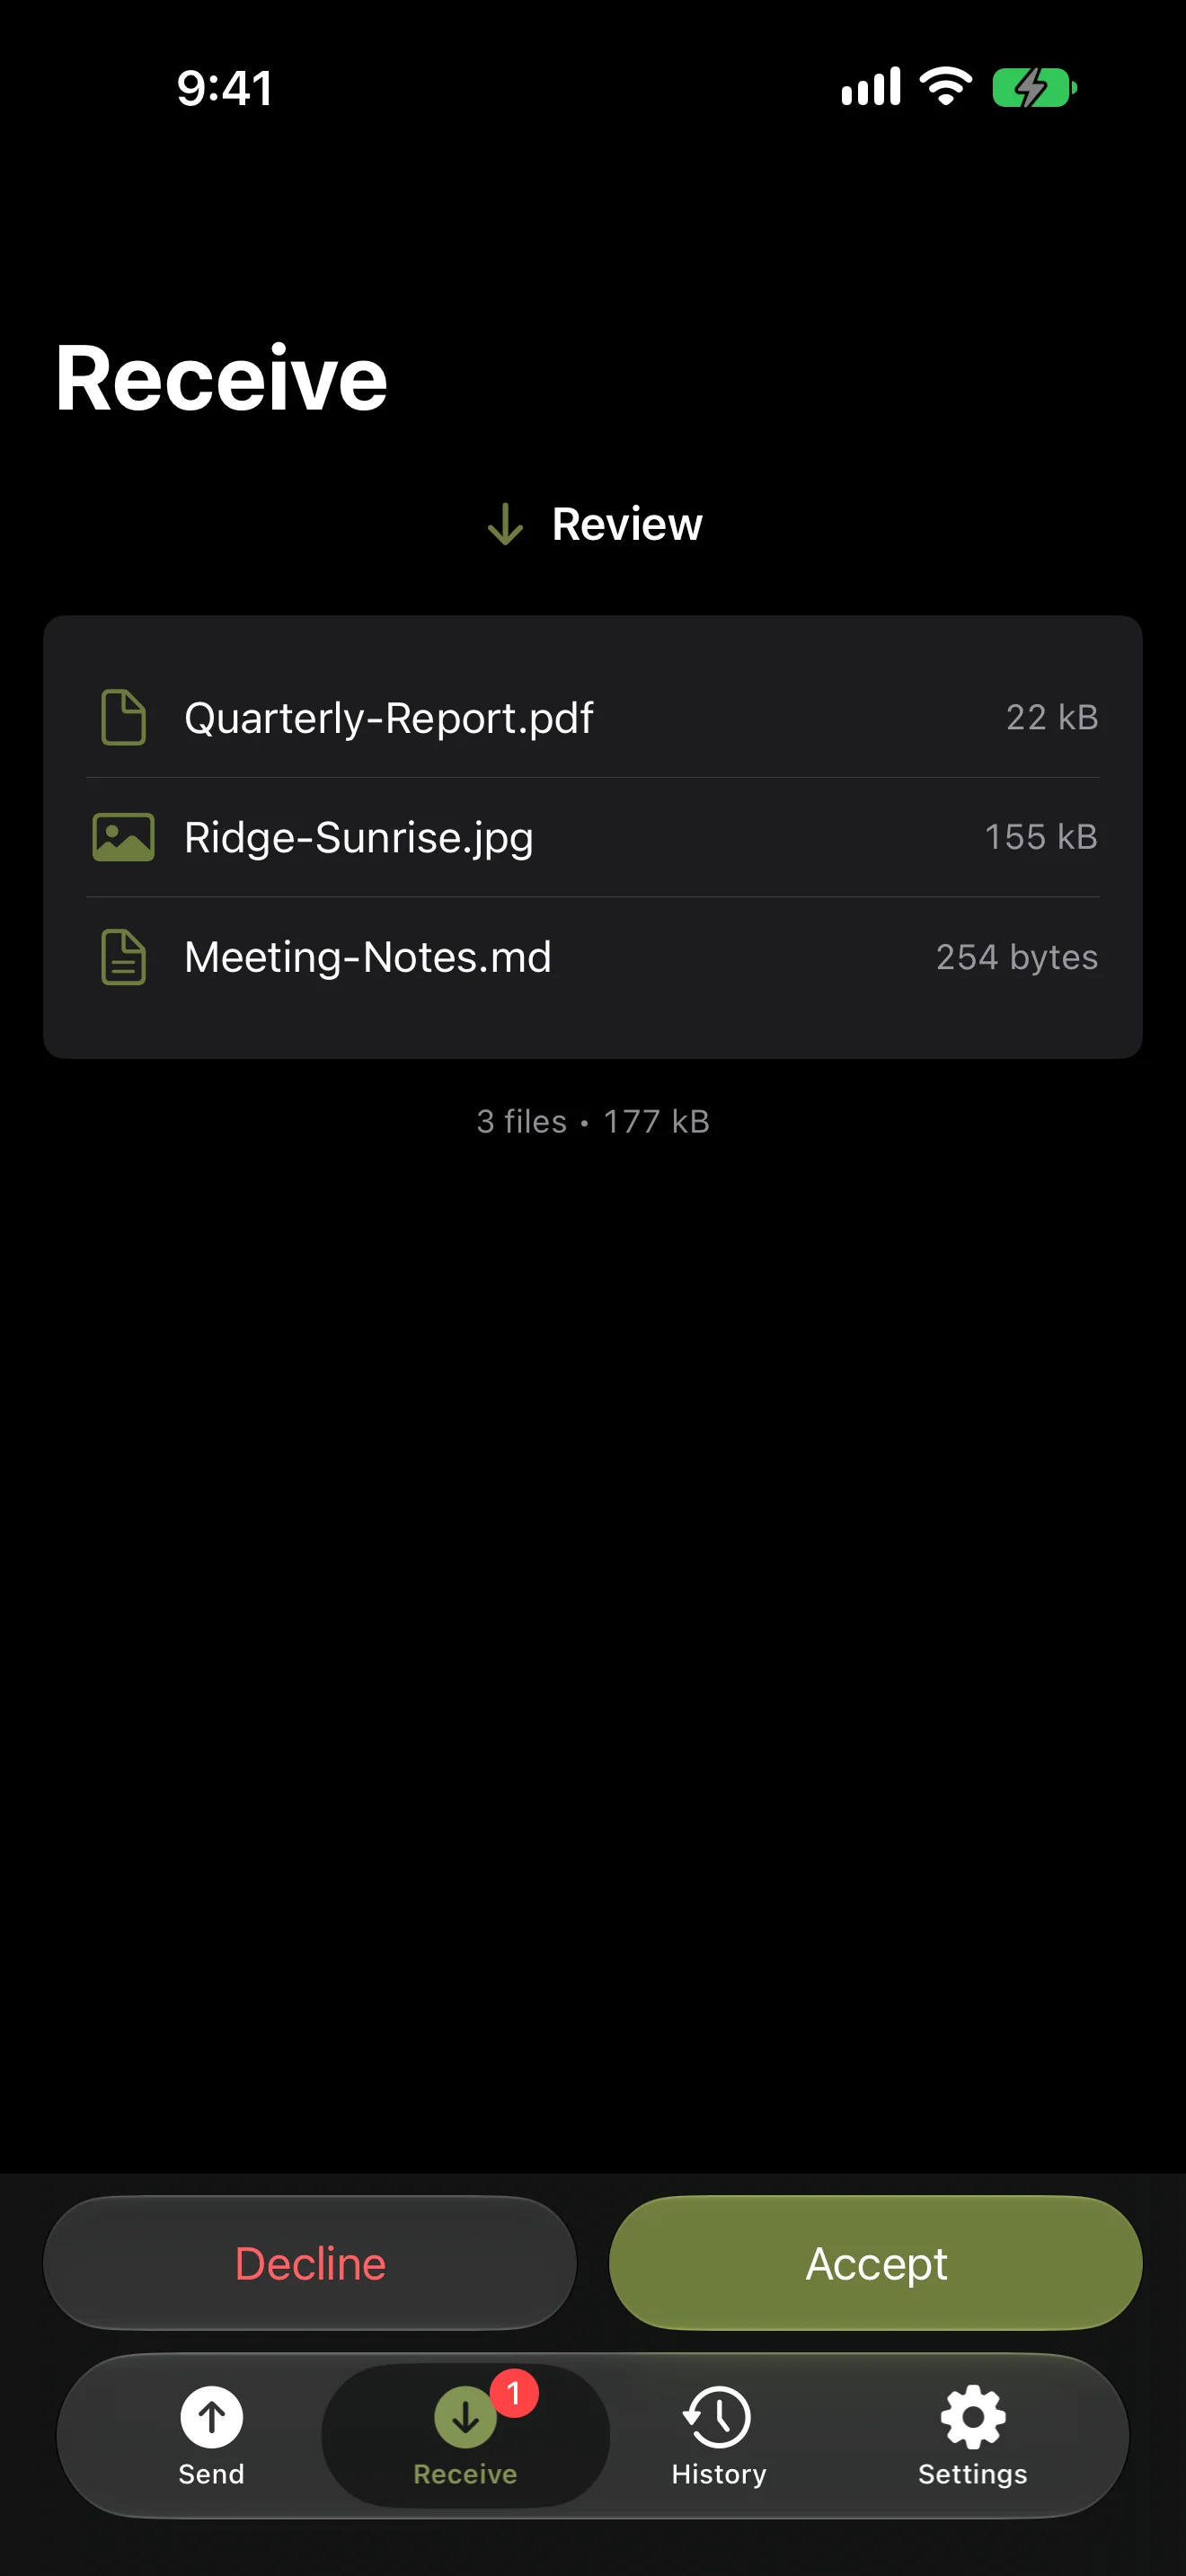 9:41
Receive
Review
Quarterly-Report.pdf 22 kB
Ridge-Sunrise.jpg 155 kB
Meeting-Notes.md 254 bytes
3 files • 177 kB
Decline Accept
1
Send Receive History Settings